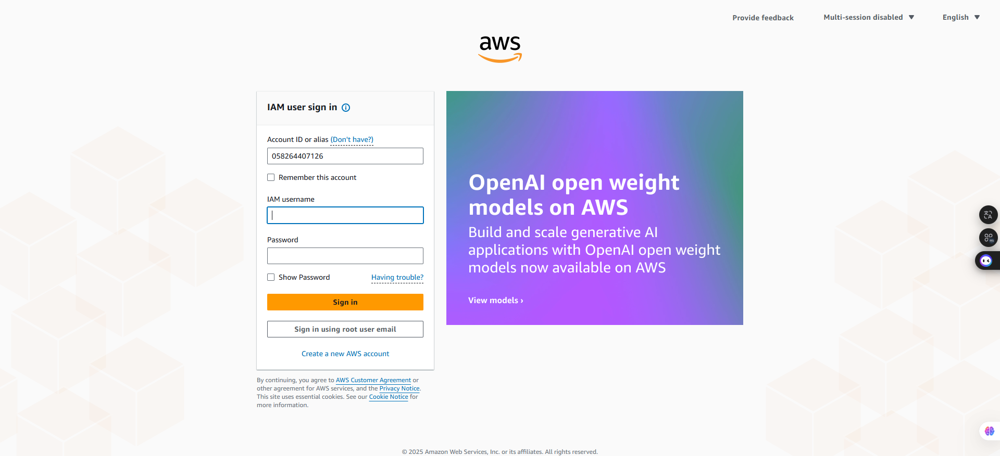 Provide feedback
Multi-session disabled
English
aws
IAM user sign in
Account ID or alias (Don't have?)
058264407126
Remember this account
IAM username
Password
Show Password
Having trouble?
Sign in
Sign in using root user email
Create a new AWS account
By continuing, you agree to AWS Customer Agreement or
other agreement for AWS services, and the Privacy Notice.
This site uses essential cookies. See our Cookie Notice for
more information.
OpenAI open weight
models on AWS
Build and scale generative AI
applications with OpenAI open weight
models now available on AWS
View models ›
© 2025 Amazon Web Services, Inc. or its affiliates. All rights reserved.